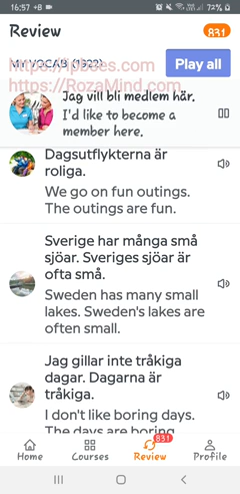 16:57 +8
72%
Review
831
MY VOCAB (1922)
Play all
https://ipeces.com
https://RozaMind.com
Jag vill bli medlem här.
I'd like to become a
member here.
Dagsutflykterna är
roliga.
We go on fun outings.
The outings are fun.
Sverige har många små
sjöar. Sveriges sjöar är
ofta små.
Sweden has many small
lakes. Sweden's lakes are
often small.
Jag gillar inte tråkiga
dagar. Dagarna är
tråkiga.
I don't like boring days.
The days are boring
831
Home
Courses
Review
Profile